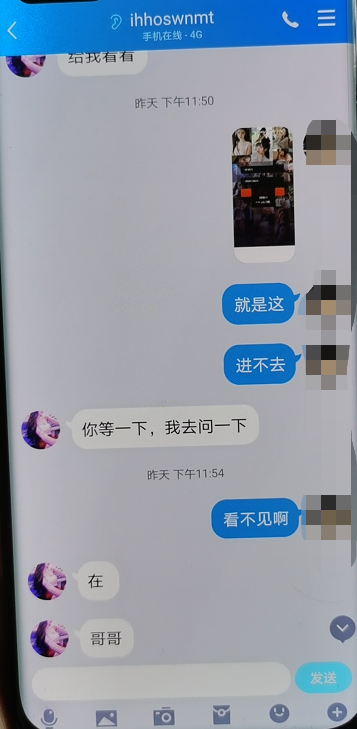 ihhoswnmt
手机在线 - 4G
给我看看
昨天 下午11:50
就是这
进不去
你等一下，我去问一下
昨天 下午11:54
看不见啊
在
哥哥
发送